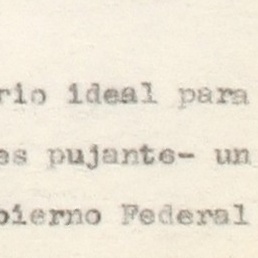 rio ideal para
es pujante- un
bierno Federal